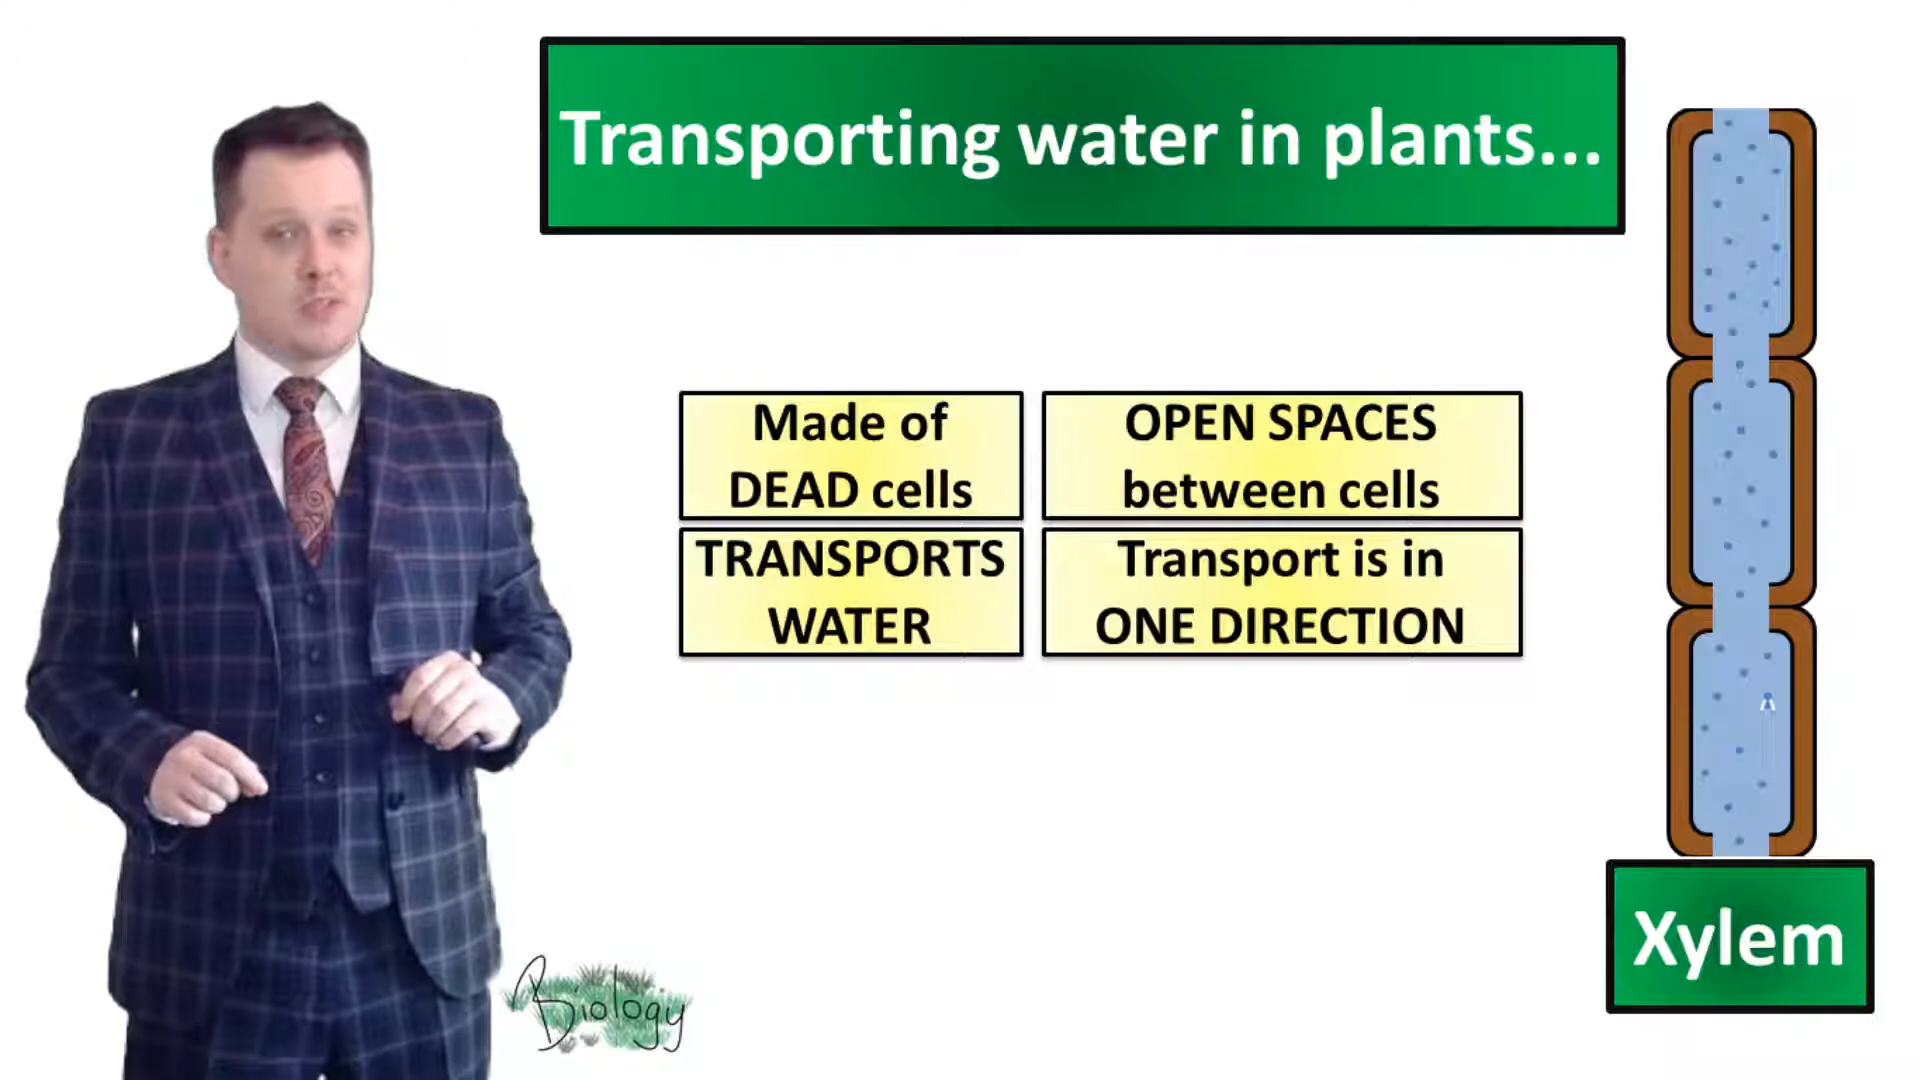 Transporting water in plants...
Made of
DEAD cells
OPEN SPACES
between cells
TRANSPORTS
WATER
Transport is in
ONE DIRECTION
Xylem
Biology